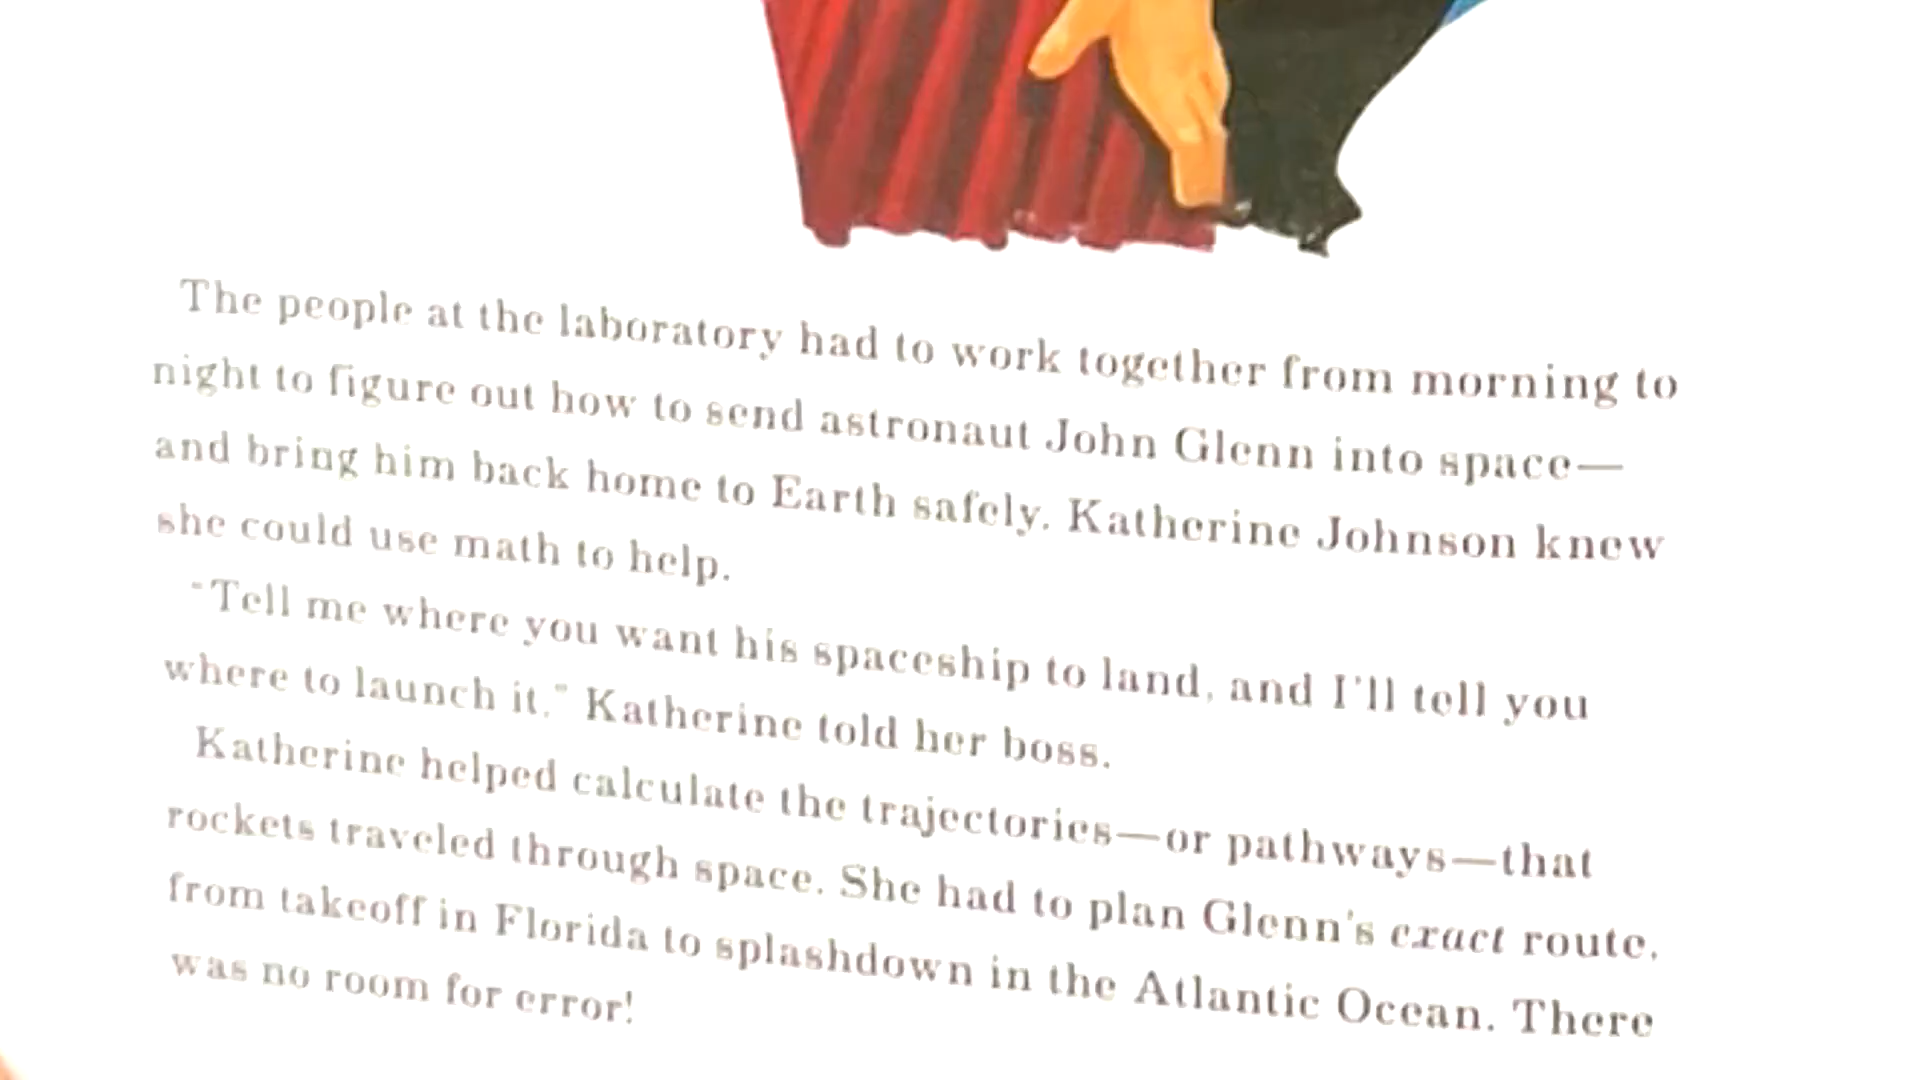 The people at the laboratory had to work together from morning to
night to figure out how to send astronaut John Glenn into space—
and bring him back home to Earth safely. Katherine Johnson knew
she could use math to help.
"Tell me where you want his spaceship to land, and I'll tell you
where to launch it," Katherine told her boss.
Katherine helped calculate the trajectories—or pathways—that
rockets traveled through space. She had to plan Glenn's exact route,
from takeoff in Florida to splashdown in the Atlantic Ocean. There
was no room for error!